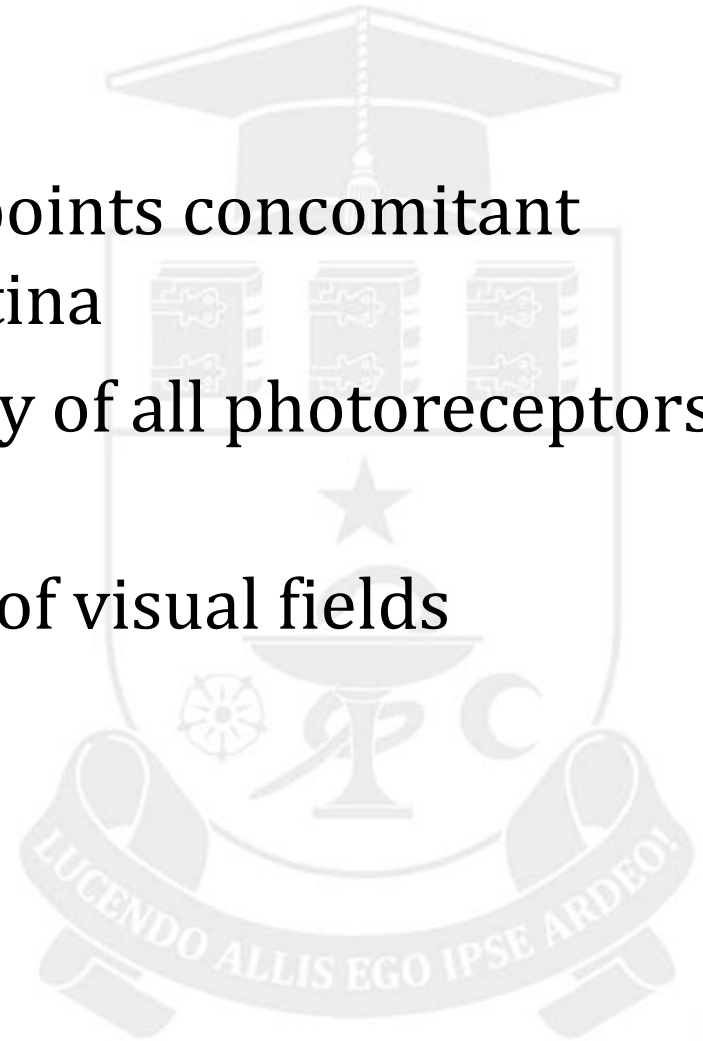 points concomitant
tina
y of all photoreceptors
of visual fields
LUCENDO ALLIS EGO IPSE ARDEO!